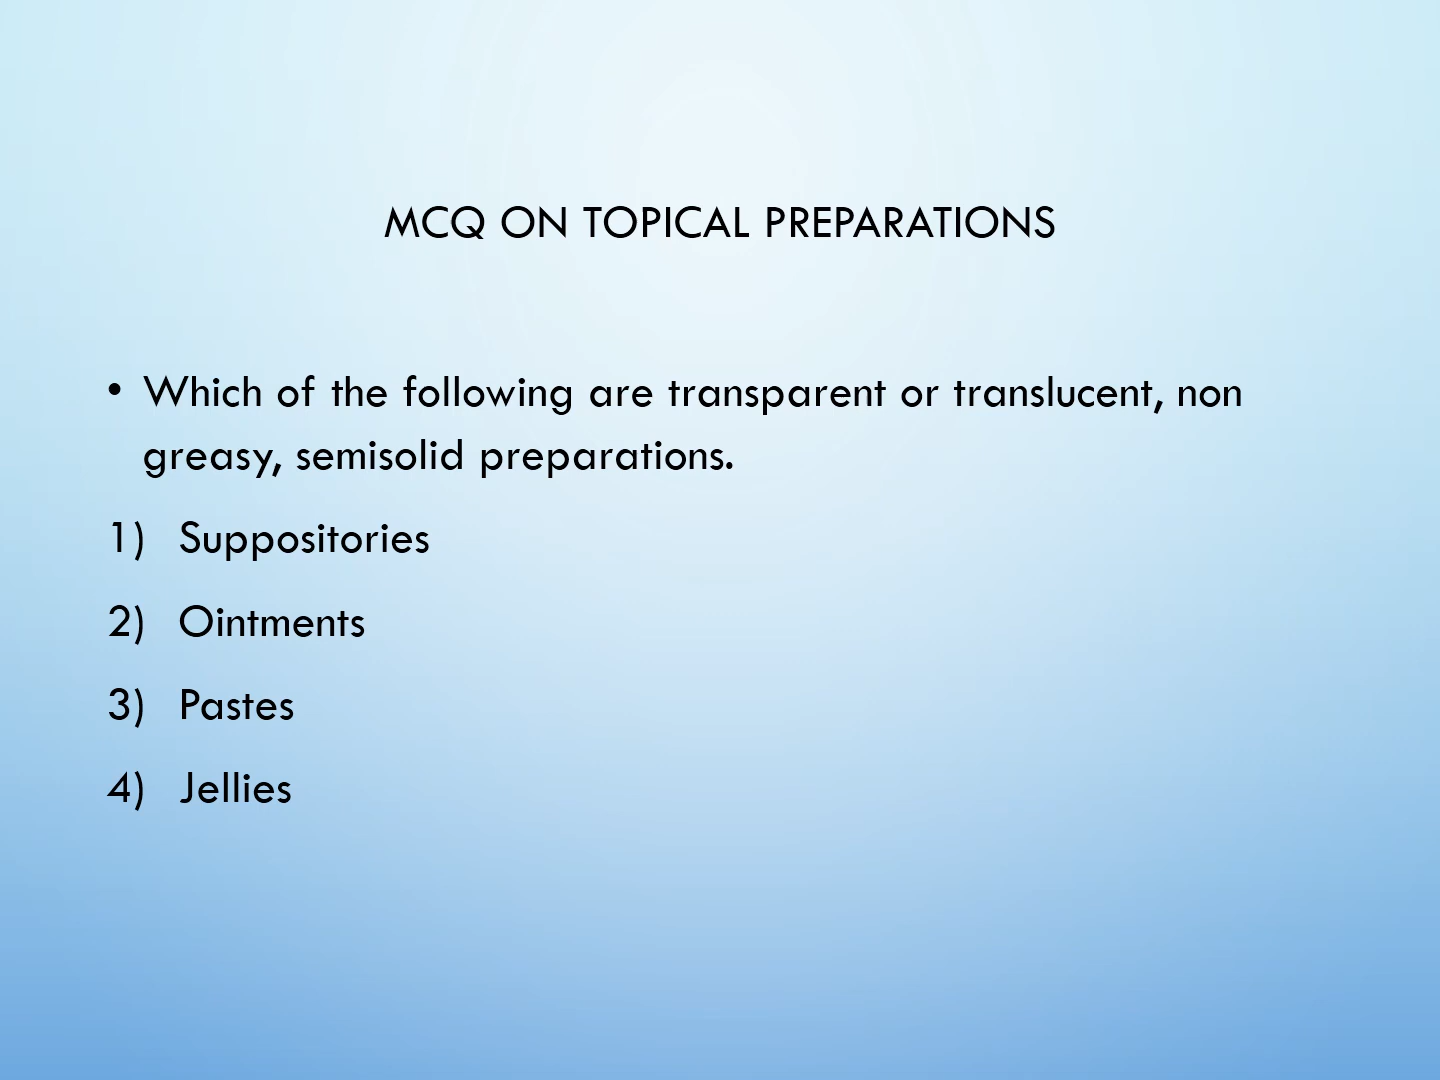 MCQ ON TOPICAL PREPARATIONS
• Which of the following are transparent or translucent, non
greasy, semisolid preparations.
1) Suppositories
2) Ointments
3) Pastes
4) Jellies